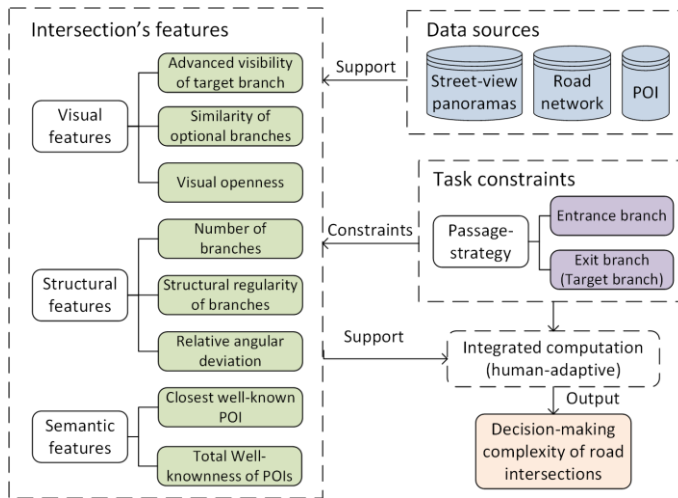 Intersection's features
Visual
features
Advanced visibility
of target branch
Similarity of
optional branches
Visual openness
Structural
features
Number of
branches
Structural regularity
of branches
Relative angular
deviation
Semantic
features
Closest well-known
POI
Total Well-
knownness of POIs
Support
Data sources
Street-view
panoramas
Road
network
POI
Constraints
Task constraints
Passage-
strategy
Entrance branch
Exit branch
(Target branch)
Support
Integrated computation
(human-adaptive)
Output
Decision-making
complexity of road
intersections